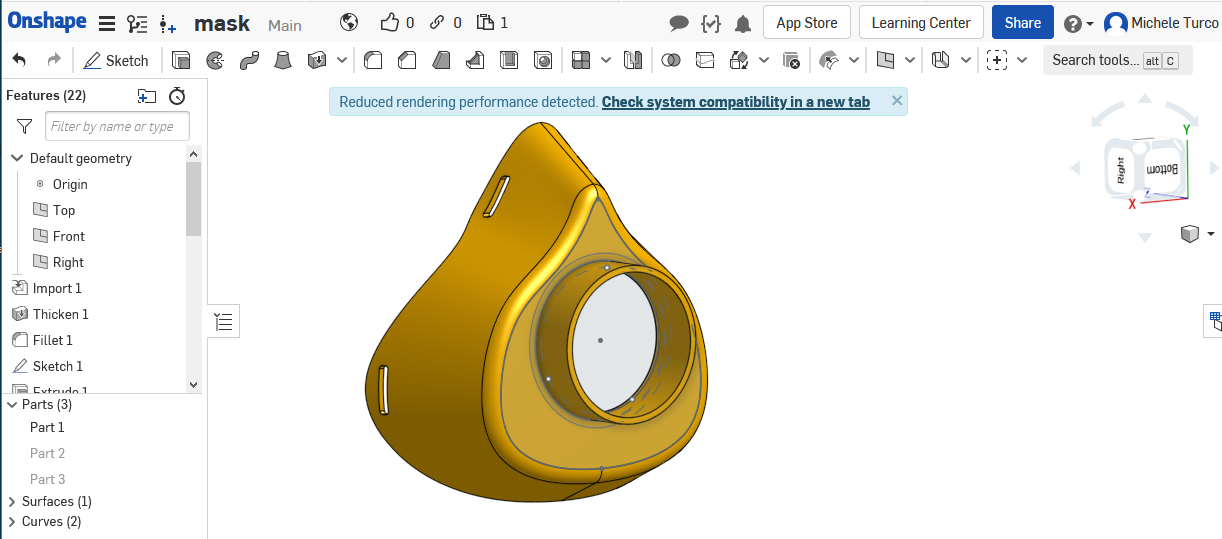 Onshape mask Main 0 0 1 App Store Learning Center Share Michele Turco
Sketch Search tools... alt C
Features (22)
Reduced rendering performance detected. Check system compatibility in a new tab
Filter by name or type
Default geometry
Origin
Top
Front
Right
Import 1
Thicken 1
Fillet 1
Sketch 1
Extrude 1
Parts (3)
Part 1
Part 2
Part 3
Surfaces (1)
Curves (2)
Y
Right
Bottom
Z
X